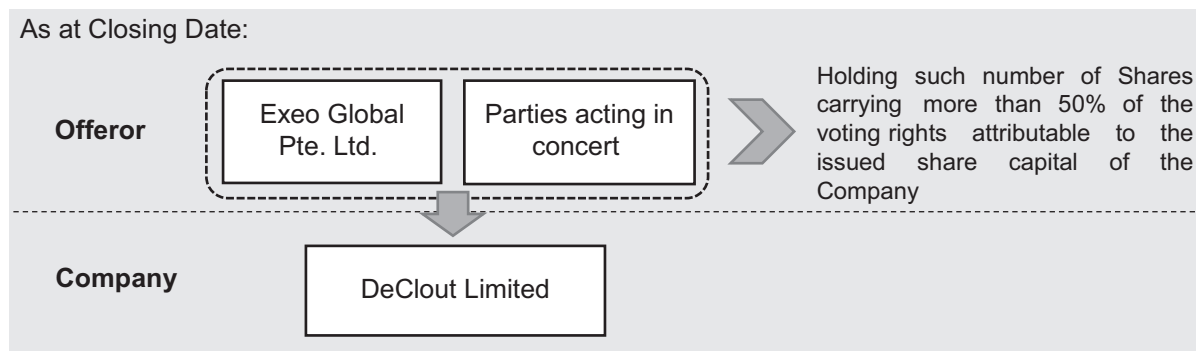 As at Closing Date:
Offeror
Exeo Global
Pte. Ltd.
Parties acting in
concert
Holding such number of Shares
carrying more than 50% of the
voting rights attributable to the
issued share capital of the
Company
Company
DeClout Limited